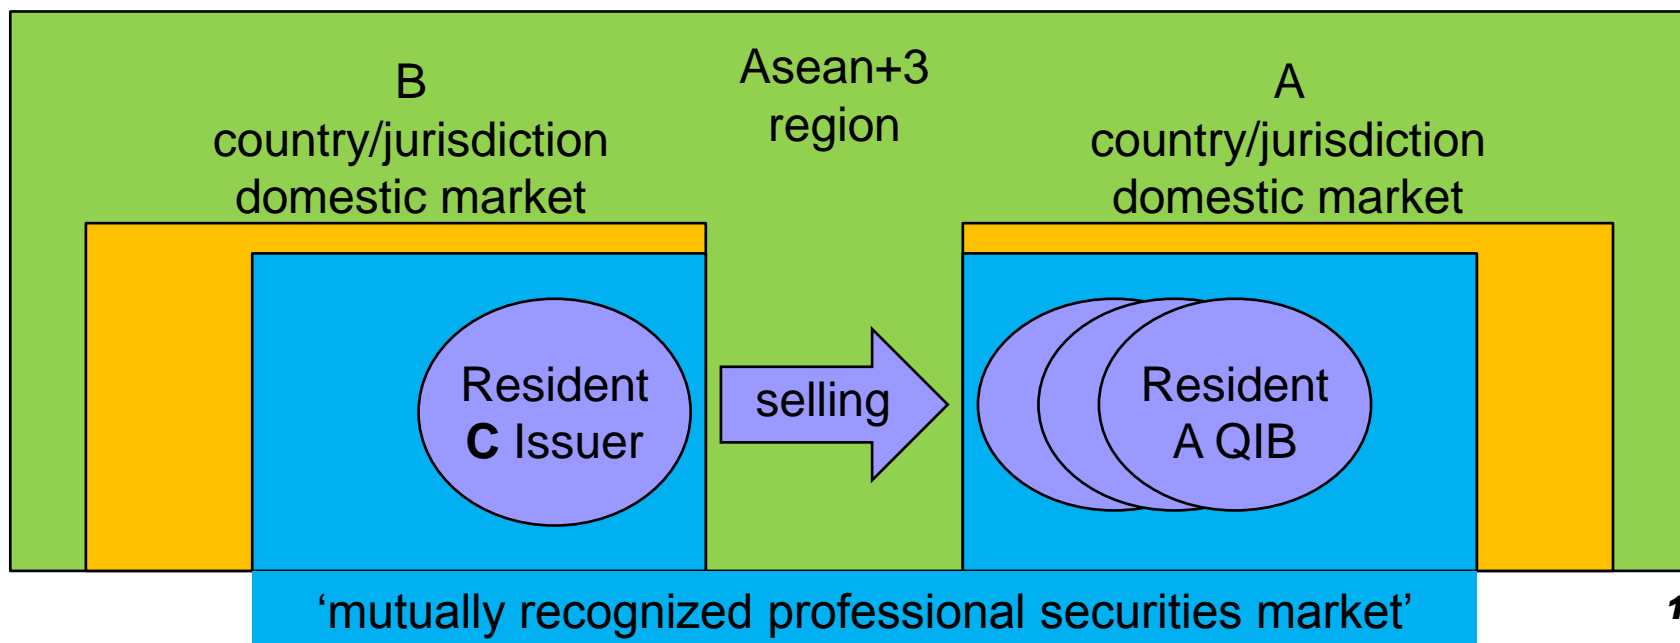 B
country/jurisdiction
domestic market
Asean+3
region
A
country/jurisdiction
domestic market
Resident
C Issuer
selling
Resident
A QIB
‘mutually recognized professional securities market’